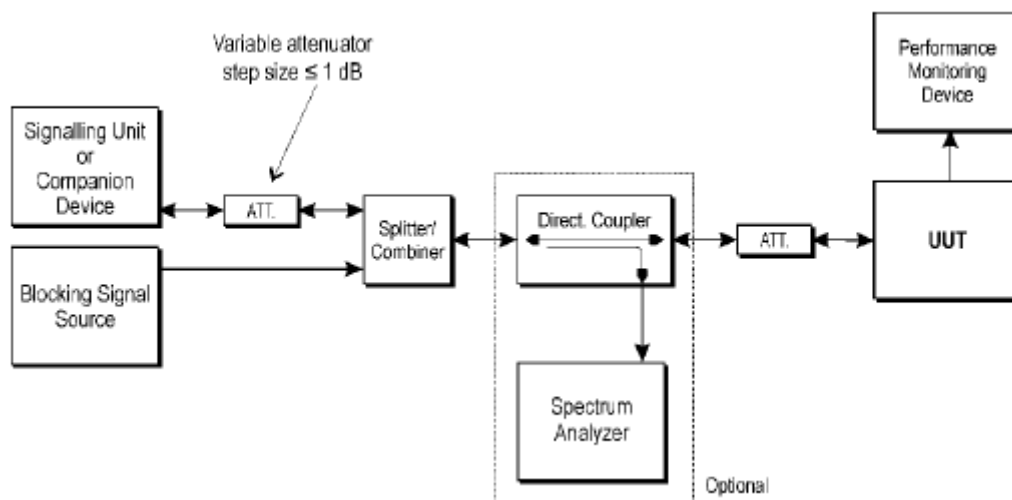 Variable attenuator
step size ≤ 1 dB
Performance
Monitoring
Device
Signalling Unit
or
Companion
Device
ATT.
Splitter/
Combiner
Direct. Coupler
ATT.
UUT
Blocking Signal
Source
Spectrum
Analyzer
Optional